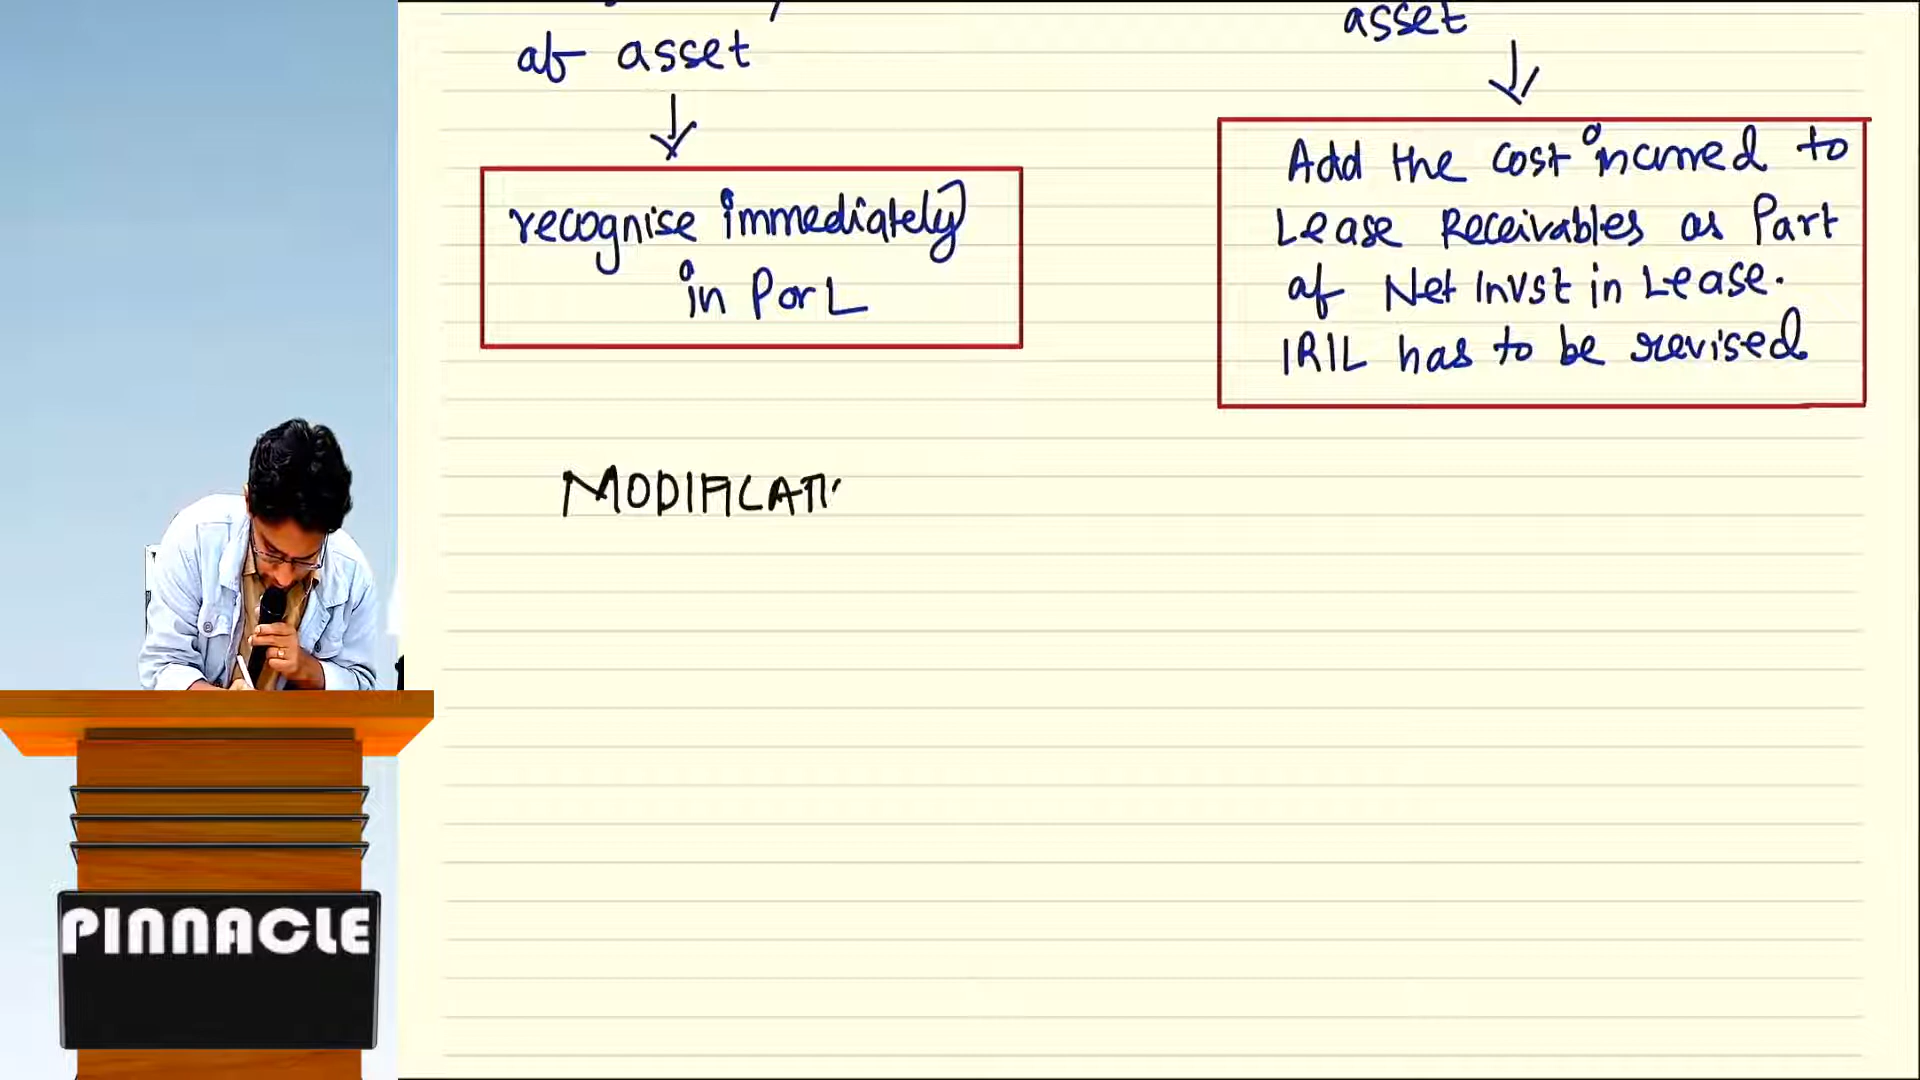 of asset
recognise immediately
in P or L
asset
Add the cost incurred to
Lease Receivables as Part
of Net Invst in Lease.
IRIL has to be revised
MODIFICATI
PINNACLE